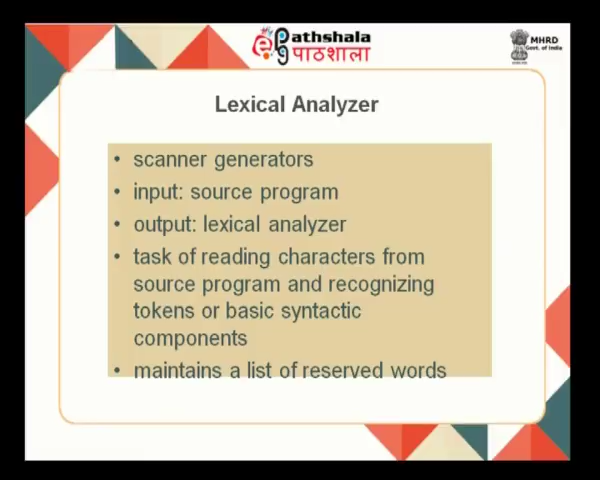 Pathshala
पाठशाला
MHRD
Govt. of India
Lexical Analyzer
• scanner generators
• input: source program
• output: lexical analyzer
• task of reading characters from
source program and recognizing
tokens or basic syntactic
components
• maintains a list of reserved words